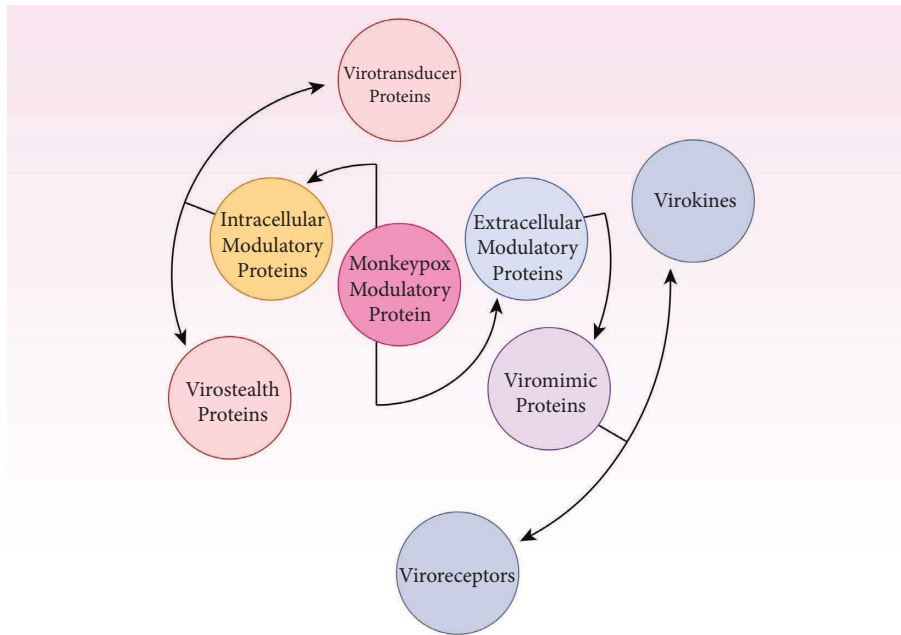 Virotransducer
Proteins
Intracellular
Modulatory
Proteins
Monkeypox
Modulatory
Protein
Extracellular
Modulatory
Proteins
Virokines
Virostealth
Proteins
Viromimic
Proteins
Viroreceptors